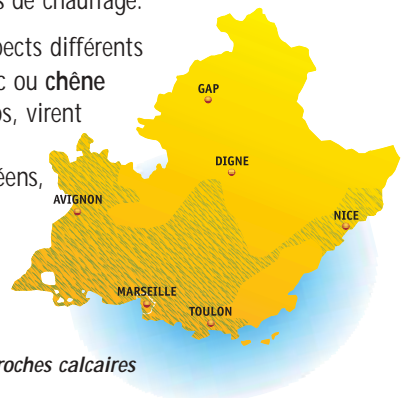 s de chauffage.
pects différents
c ou chêne
os, virent
éens,
GAP
DIGNE
AVIGNON
NICE
MARSEILLE
TOULON
roches calcaires